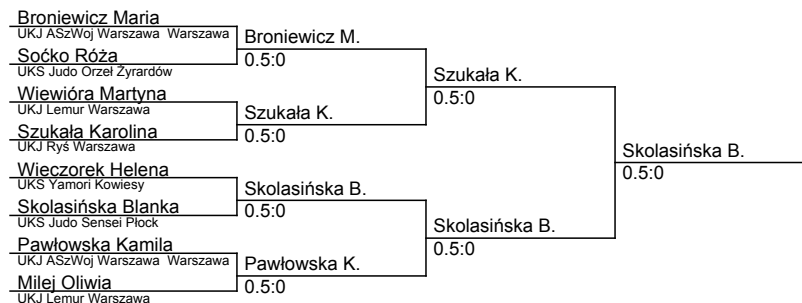 Broniewicz Maria
UKJ ASzWoj Warszawa  Warszawa
Soćko Róża
UKS Judo Orzeł Żyrardów
Wiewióra Martyna
UKJ Lemur Warszawa
Szukała Karolina
UKJ Ryś Warszawa
Wieczorek Helena
UKS Yamori Kowiesy
Skolasińska Blanka
UKS Judo Sensei Płock
Pawłowska Kamila
UKJ ASzWoj Warszawa  Warszawa
Milej Oliwia
UKJ Lemur Warszawa
Broniewicz M.
0.5:0
Szukała K.
0.5:0
Skolasińska B.
0.5:0
Pawłowska K.
0.5:0
Szukała K.
0.5:0
Skolasińska B.
0.5:0
Skolasińska B.
0.5:0